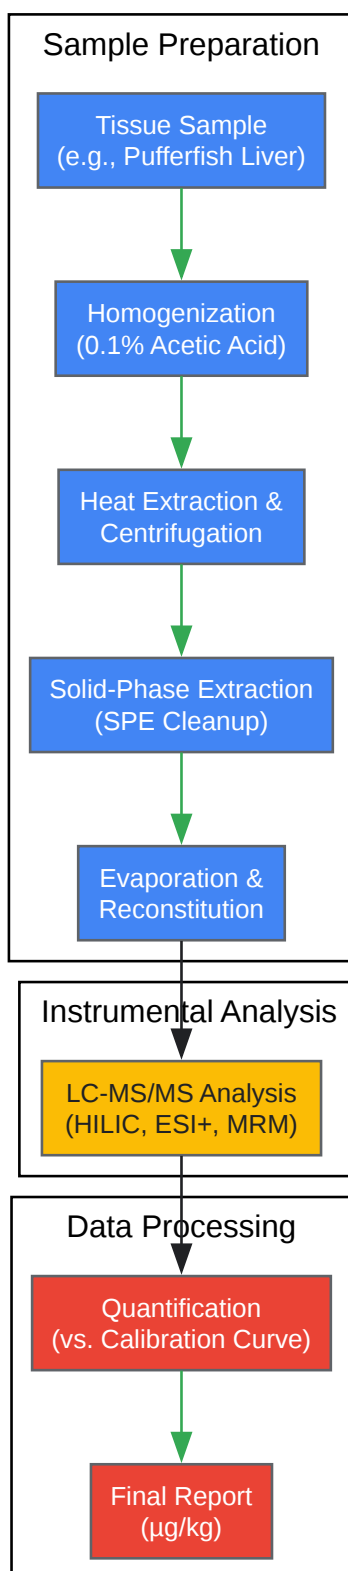 Sample Preparation
Tissue Sample
(e.g., Pufferfish Liver)
Homogenization
(0.1% Acetic Acid)
Heat Extraction &
Centrifugation
Solid-Phase Extraction
(SPE Cleanup)
Evaporation &
Reconstitution
Instrumental Analysis
LC-MS/MS Analysis
(HILIC, ESI+, MRM)
Data Processing
Quantification
(vs. Calibration Curve)
Final Report
(µg/kg)